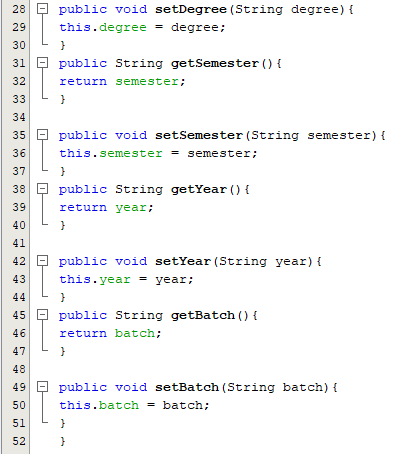 28 public void setDegree(String degree){
29 this.degree = degree;
30 }
31 public String getSemester(){
32 return semester;
33 }
34
35 public void setSemester(String semester){
36 this.semester = semester;
37 }
38 public String getYear(){
39 return year;
40 }
41
42 public void setYear(String year){
43 this.year = year;
44 }
45 public String getBatch(){
46 return batch;
47 }
48
49 public void setBatch(String batch){
50 this.batch = batch;
51 }
52 }